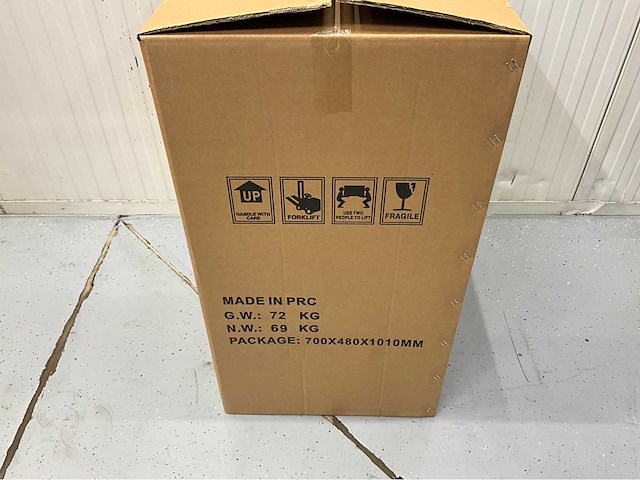 UP
HANDLE WITH
CARE
FORKLIFT
USE TWO
PEOPLE TO LIFT
FRAGILE
MADE IN PRC
G.W.: 72 KG
N.W.: 69 KG
PACKAGE: 700X480X1010MM